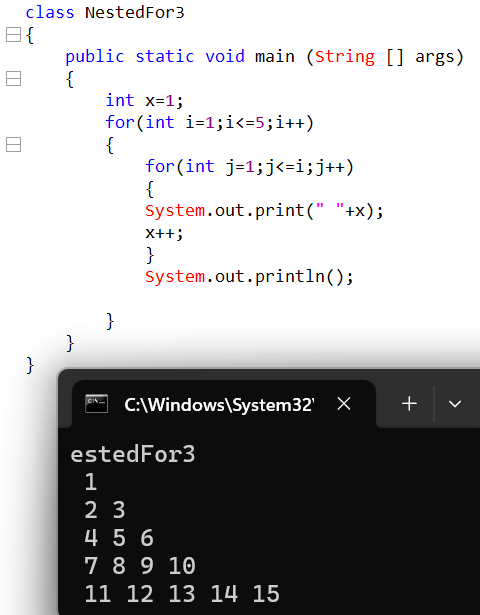 class NestedFor3
{
public static void main (String [] args)
{
int x=1;
for(int i=1;i<=5;i++)
{
for(int j=1;j<=i;j++)
{
System.out.print(" "+x);
x++;
}
System.out.println();
}
}
}
C:\Windows\System32\
estedFor3
1
2 3
4 5 6
7 8 9 10
11 12 13 14 15